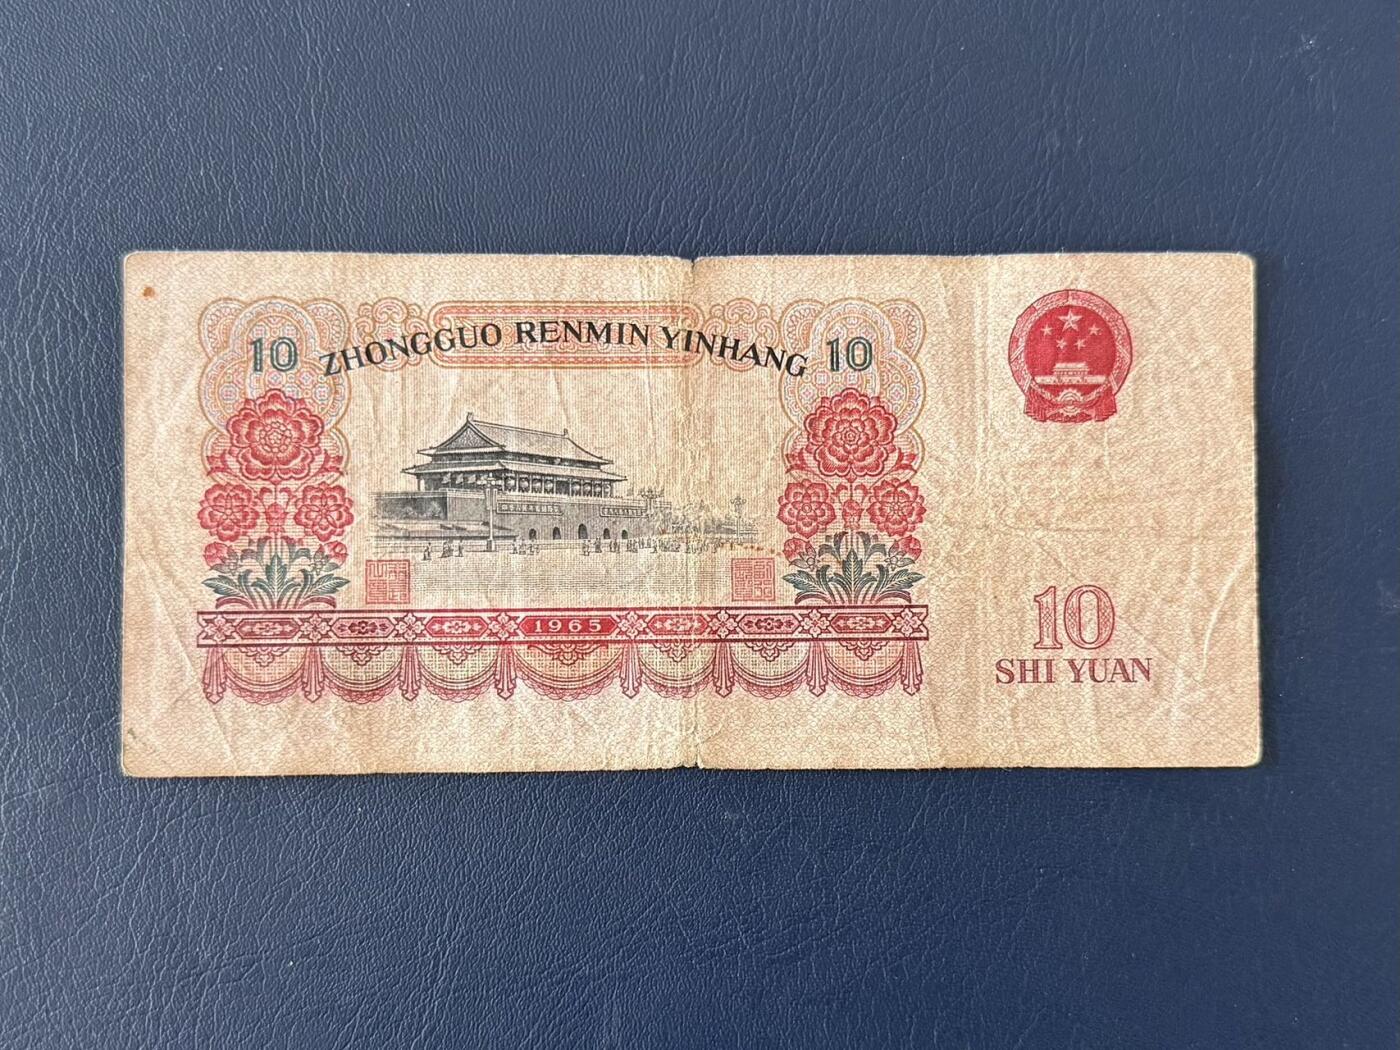 10 ZHONGGUO RENMIN YINHANG 10
1965
10
SHI YUAN